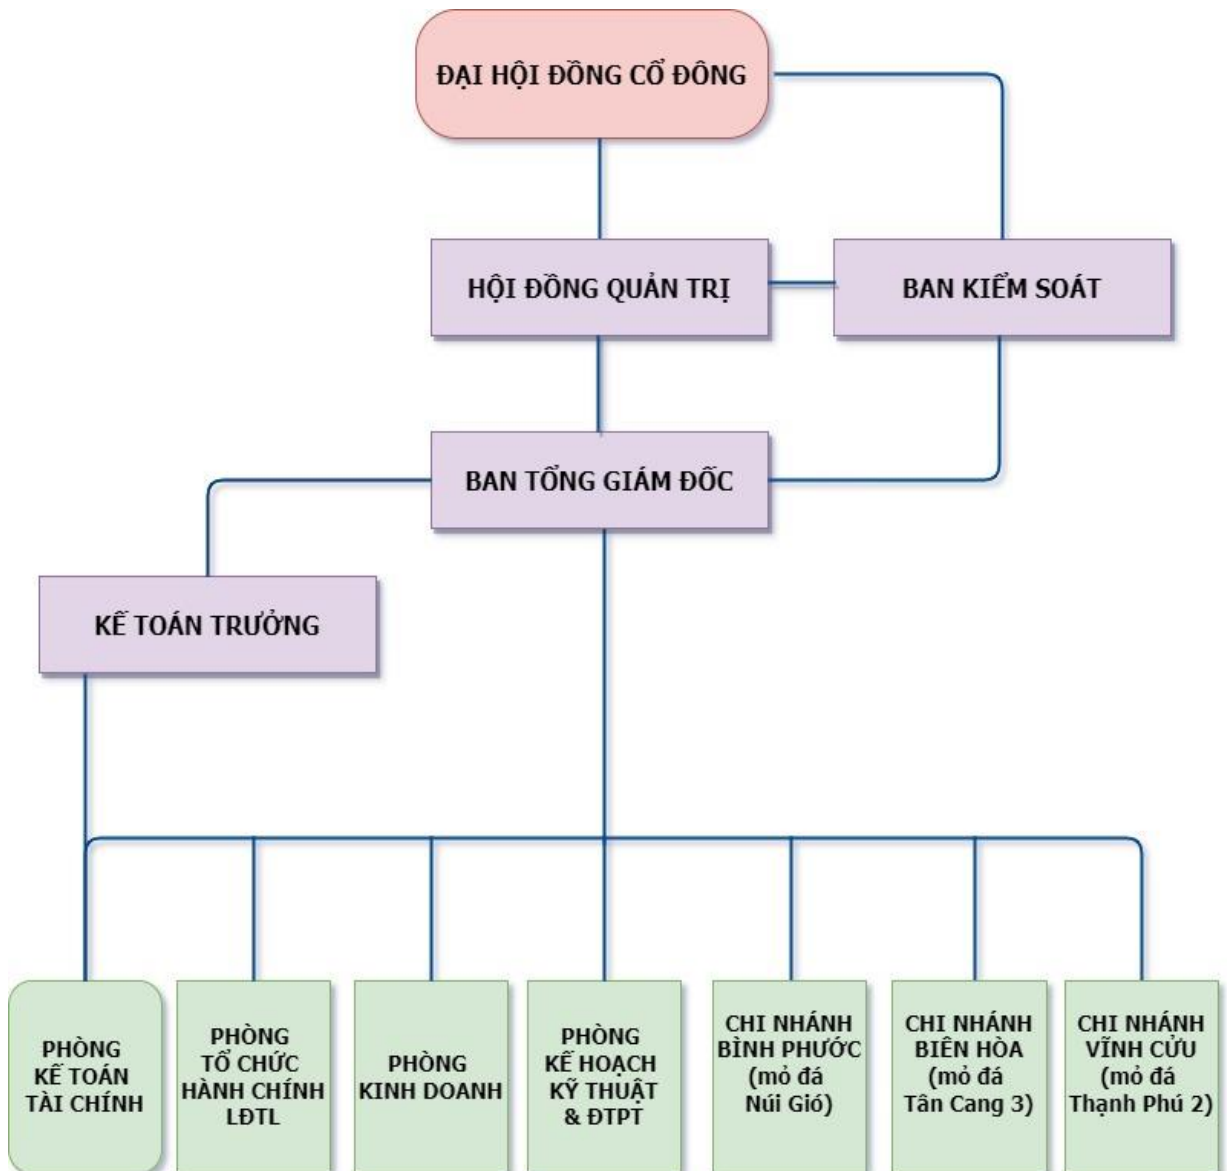 ĐẠI HỘI ĐỒNG CỔ ĐÔNG
HỘI ĐỒNG QUẢN TRỊ
BAN KIỂM SOÁT
BAN TỔNG GIÁM ĐỐC
KẾ TOÁN TRƯỞNG
PHÒNG
KẾ TOÁN
TÀI CHÍNH
PHÒNG
TỔ CHỨC
HÀNH CHÍNH
LĐTL
PHÒNG
KINH DOANH
PHÒNG
KẾ HOẠCH
KỸ THUẬT
& ĐTPT
CHI NHÁNH
BÌNH PHƯỚC
(mỏ đá
Núi Gió)
CHI NHÁNH
BIÊN HÒA
(mỏ đá
Tân Cang 3)
CHI NHÁNH
VĨNH CỬU
(mỏ đá
Thạnh Phú 2)